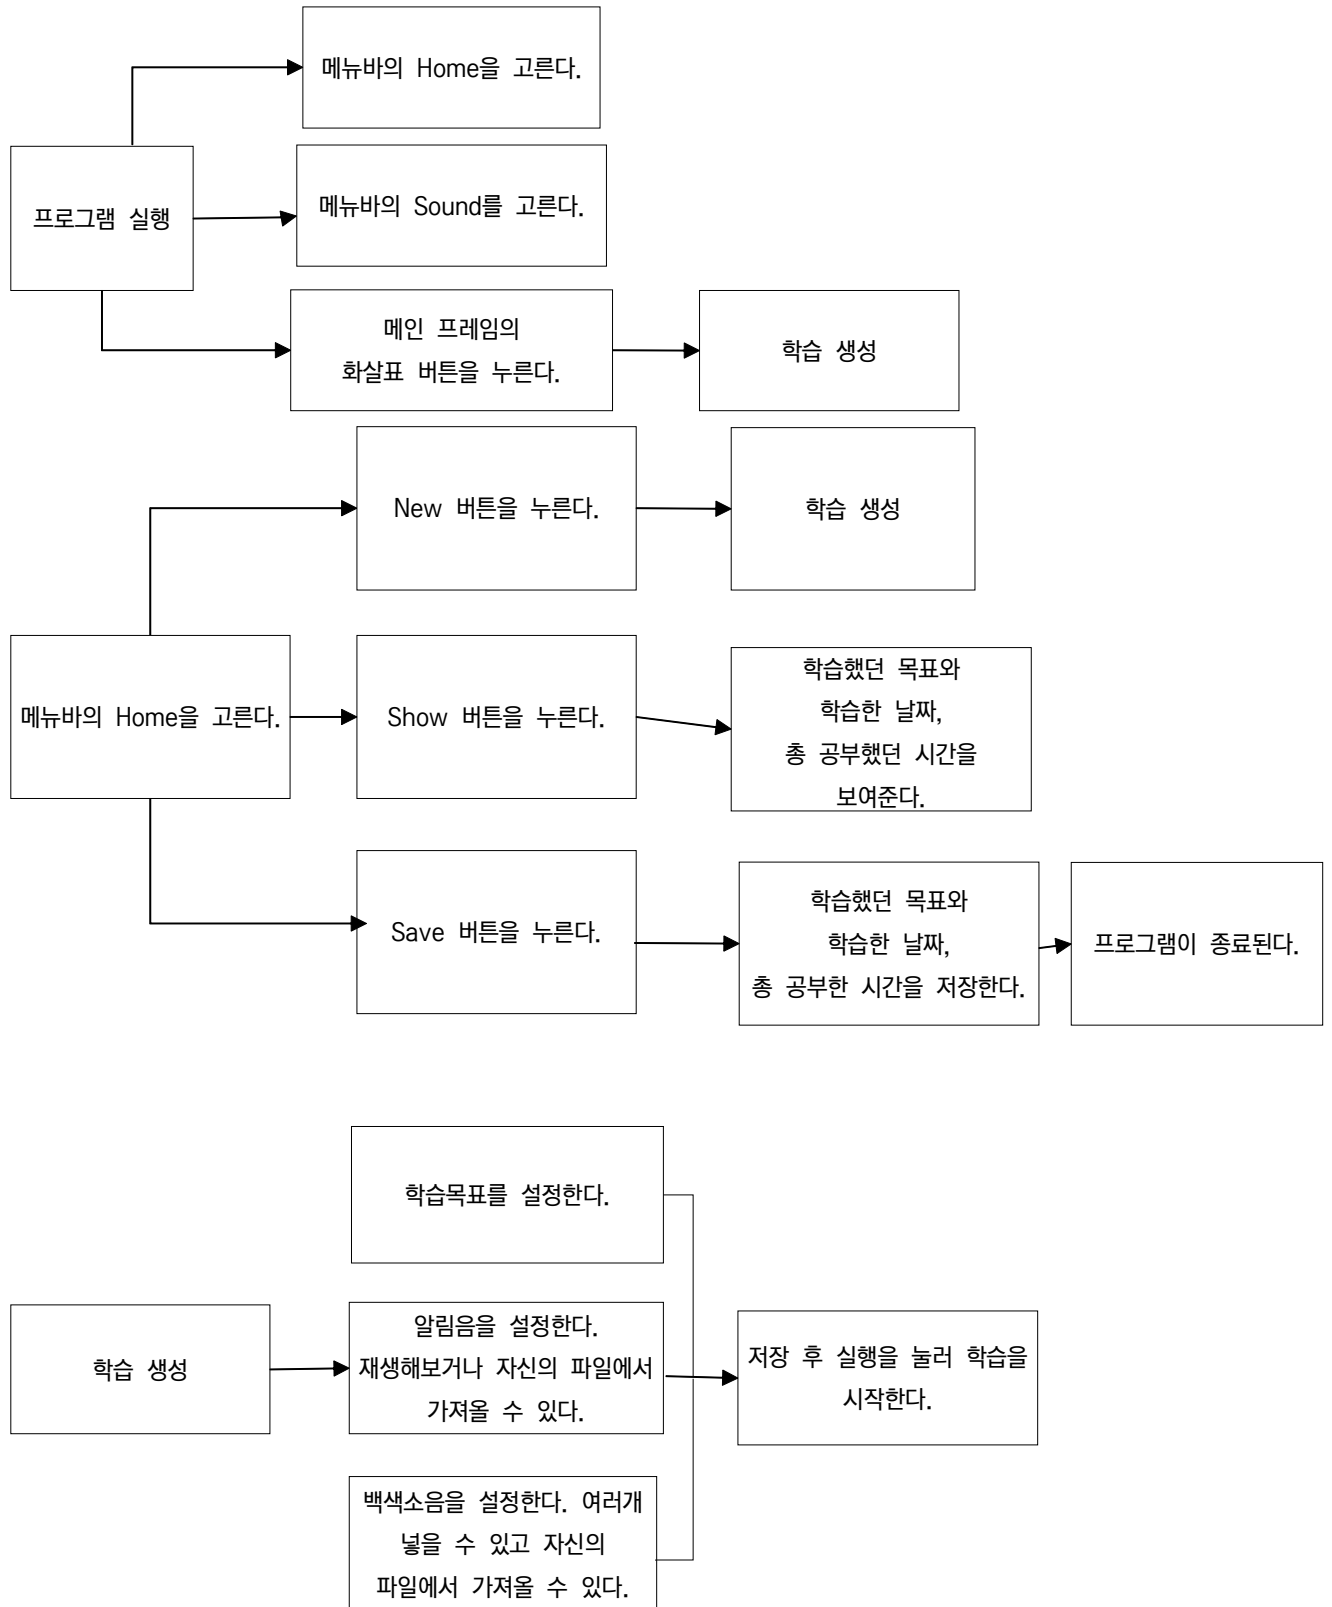 메뉴바의 Home을 고른다.
프로그램 실행
메뉴바의 Sound를 고른다.
메인 프레임의
화살표 버튼을 누른다.
학습 생성
New 버튼을 누른다.
학습 생성
메뉴바의 Home을 고른다.
Show 버튼을 누른다.
학습했던 목표와
학습한 날짜,
총 공부했던 시간을
보여준다.
Save 버튼을 누른다.
학습했던 목표와
학습한 날짜,
총 공부한 시간을 저장한다.
프로그램이 종료된다.
학습목표를 설정한다.
학습 생성
알림음을 설정한다.
재생해보거나 자신의 파일에서
가져올 수 있다.
저장 후 실행을 눌러 학습을
시작한다.
백색소음을 설정한다. 여러개
넣을 수 있고 자신의
파일에서 가져올 수 있다.